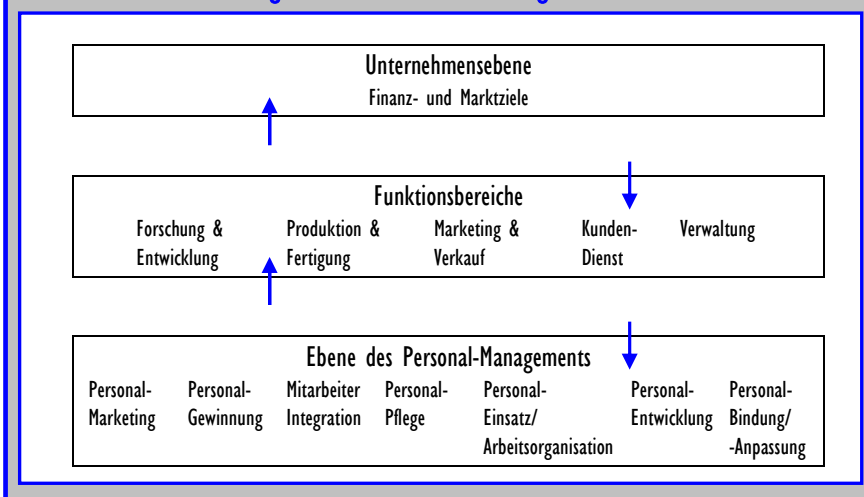 Unternehmensebene
Finanz- und Marktziele
Funktionsbereiche
Forschung & Entwicklung
Produktion & Fertigung
Marketing & Verkauf
Kunden-Dienst
Verwaltung
Ebene des Personal-Managements
Personal-
Marketing
Personal-
Gewinnung
Mitarbeiter
Integration
Personal-
Pflege
Personal-
Einsatz/
Arbeitsorganisation
Personal-
Entwicklung
Personal-
Bindung/
-Anpassung